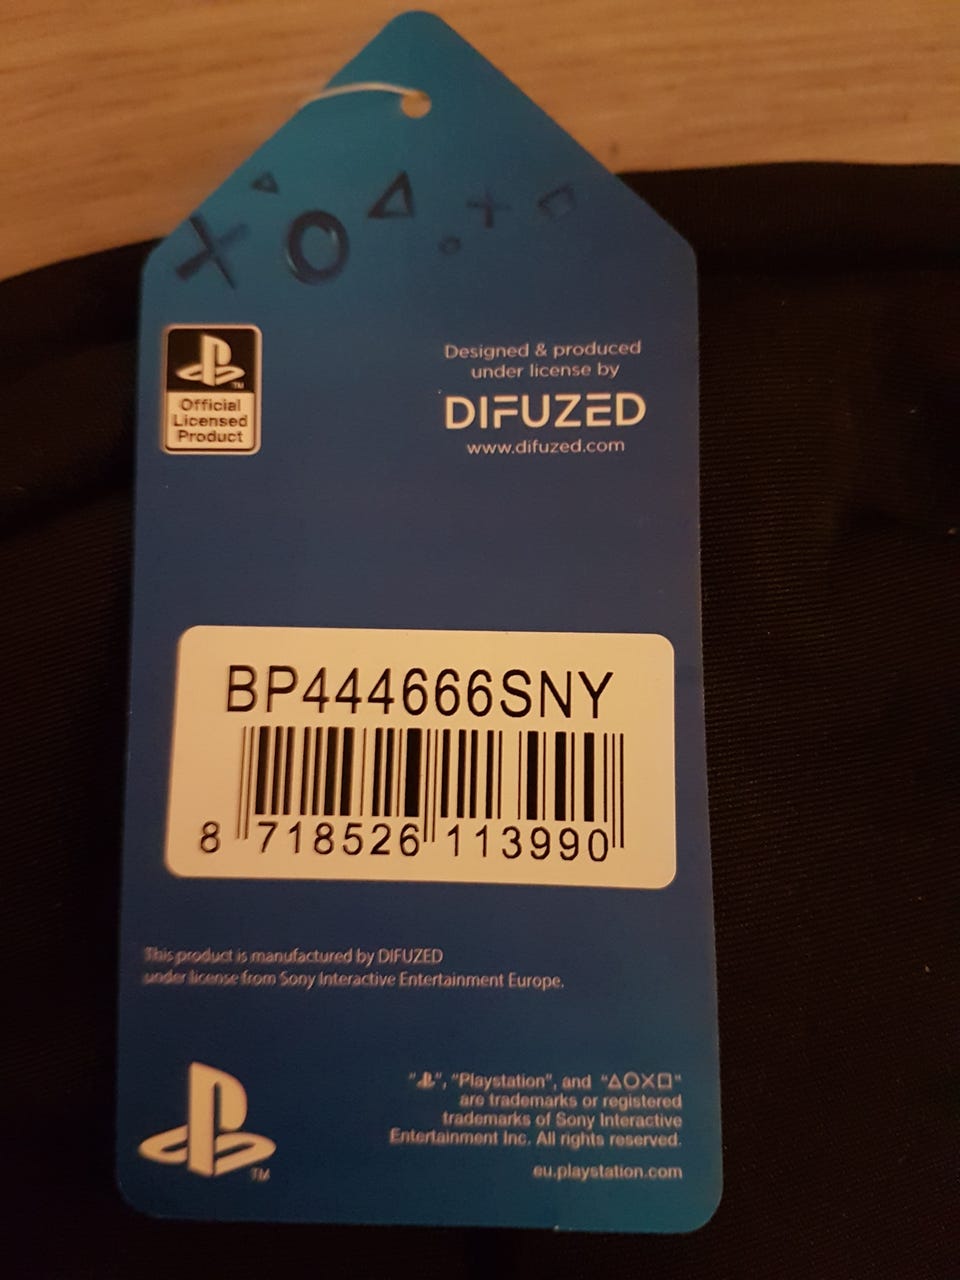 Official
Licensed
Product
TM
Designed & produced
under license by
DIFUZED
www.difuzed.com
BP444666SNY
8 718526 113990
This product is manufactured by DIFUZED
under license from Sony Interactive Entertainment Europe.
TM
"", "Playstation", and "△○X□"
are trademarks or registered
trademarks of Sony Interactive
Entertainment Inc. All rights reserved.
eu.playstation.com